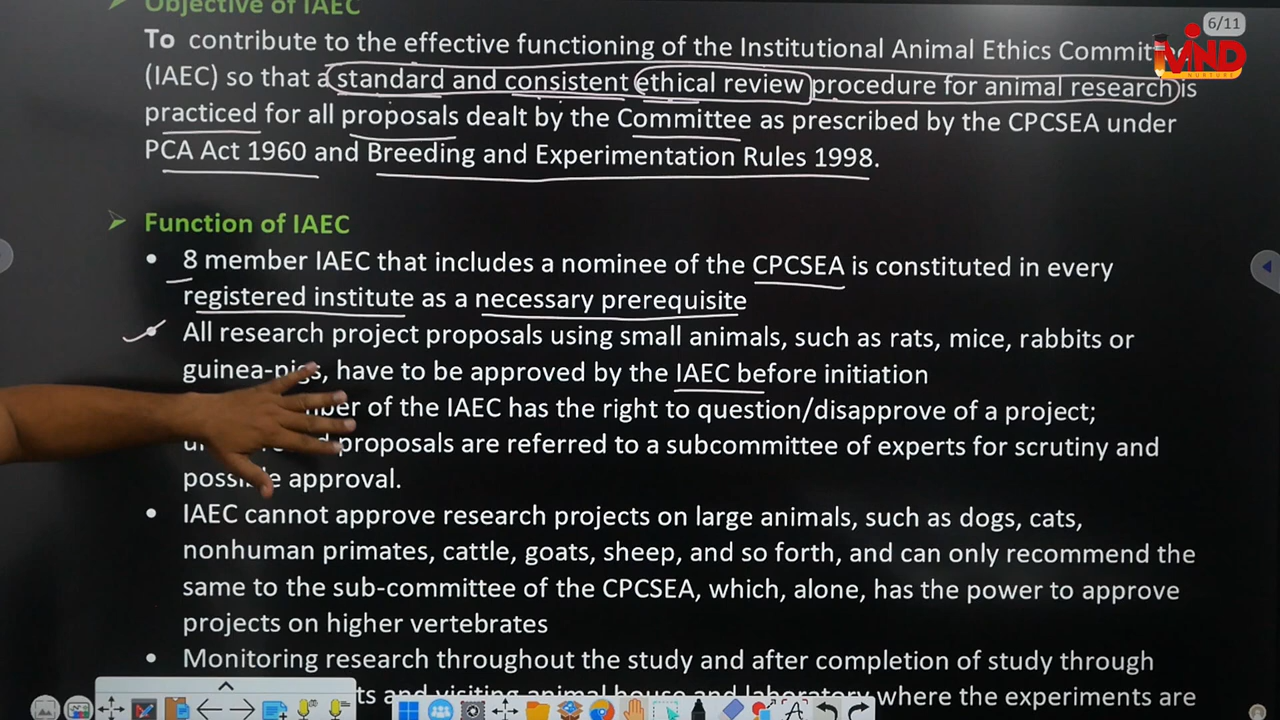 Objective of IAEC
6/11
MIND
NURTURE
To contribute to the effective functioning of the Institutional Animal Ethics
(IAEC) so that a standard and consistent ethical review procedure for animal research is
practiced for all proposals dealt by the Committee as prescribed by the CPCSEA under
PCA Act 1960 and Breeding and Experimentation Rules 1998.
Function of IAEC
8 member IAEC that includes a nominee of the CPCSEA is constituted in every
registered institute as a necessary prerequisite
All research project proposals using small animals, such as rats, mice, rabbits or
guinea-pigs, have to be approved by the IAEC before initiation
of the IAEC has the right to question/disapprove of a project;
proposals are referred to a subcommittee of experts for scrutiny and
possible approval.
IAEC cannot approve research projects on large animals, such as dogs, cats,
nonhuman primates, cattle, goats, sheep, and so forth, and can only recommend the
same to the sub-committee of the CPCSEA, which, alone, has the power to approve
projects on higher vertebrates
Monitoring research throughout the study and after completion of study through
and visiting animal house and laboratory where the experiments are